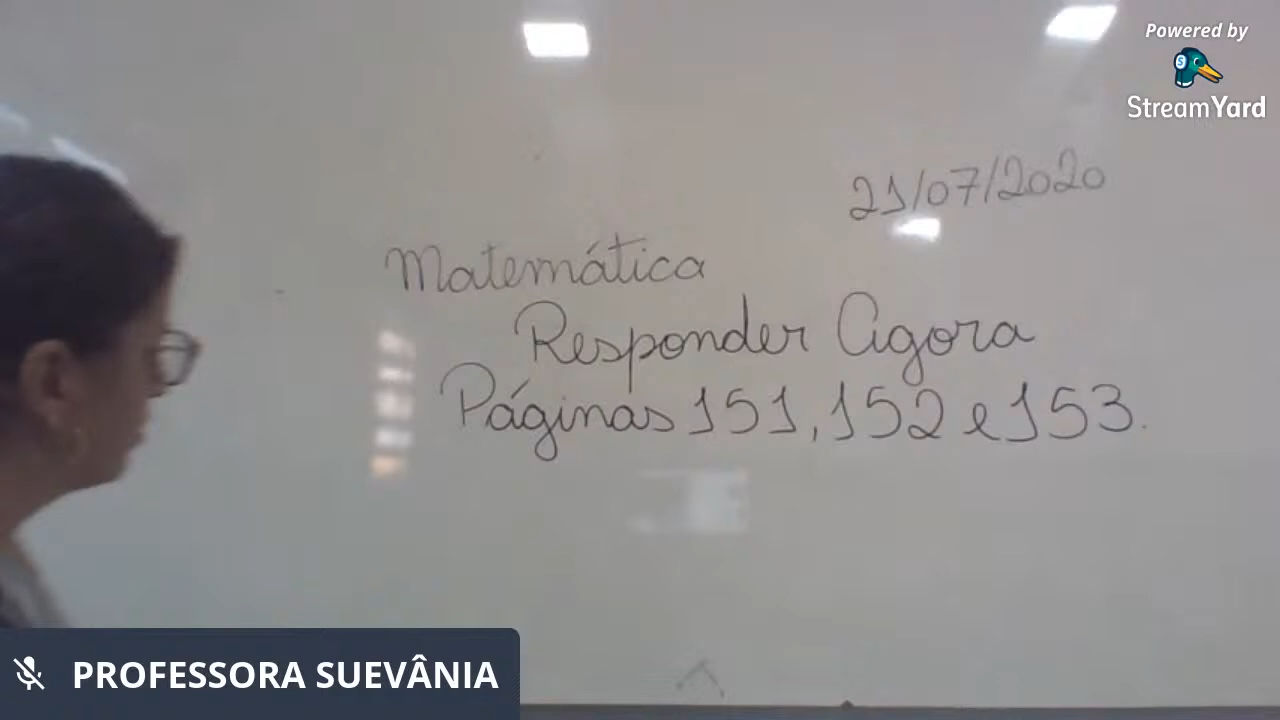 Powered by
StreamYard
21/07/2020
Matemática
Responder Agora
Páginas 151, 152 e 153.
PROFESSORA SUEVÂNIA